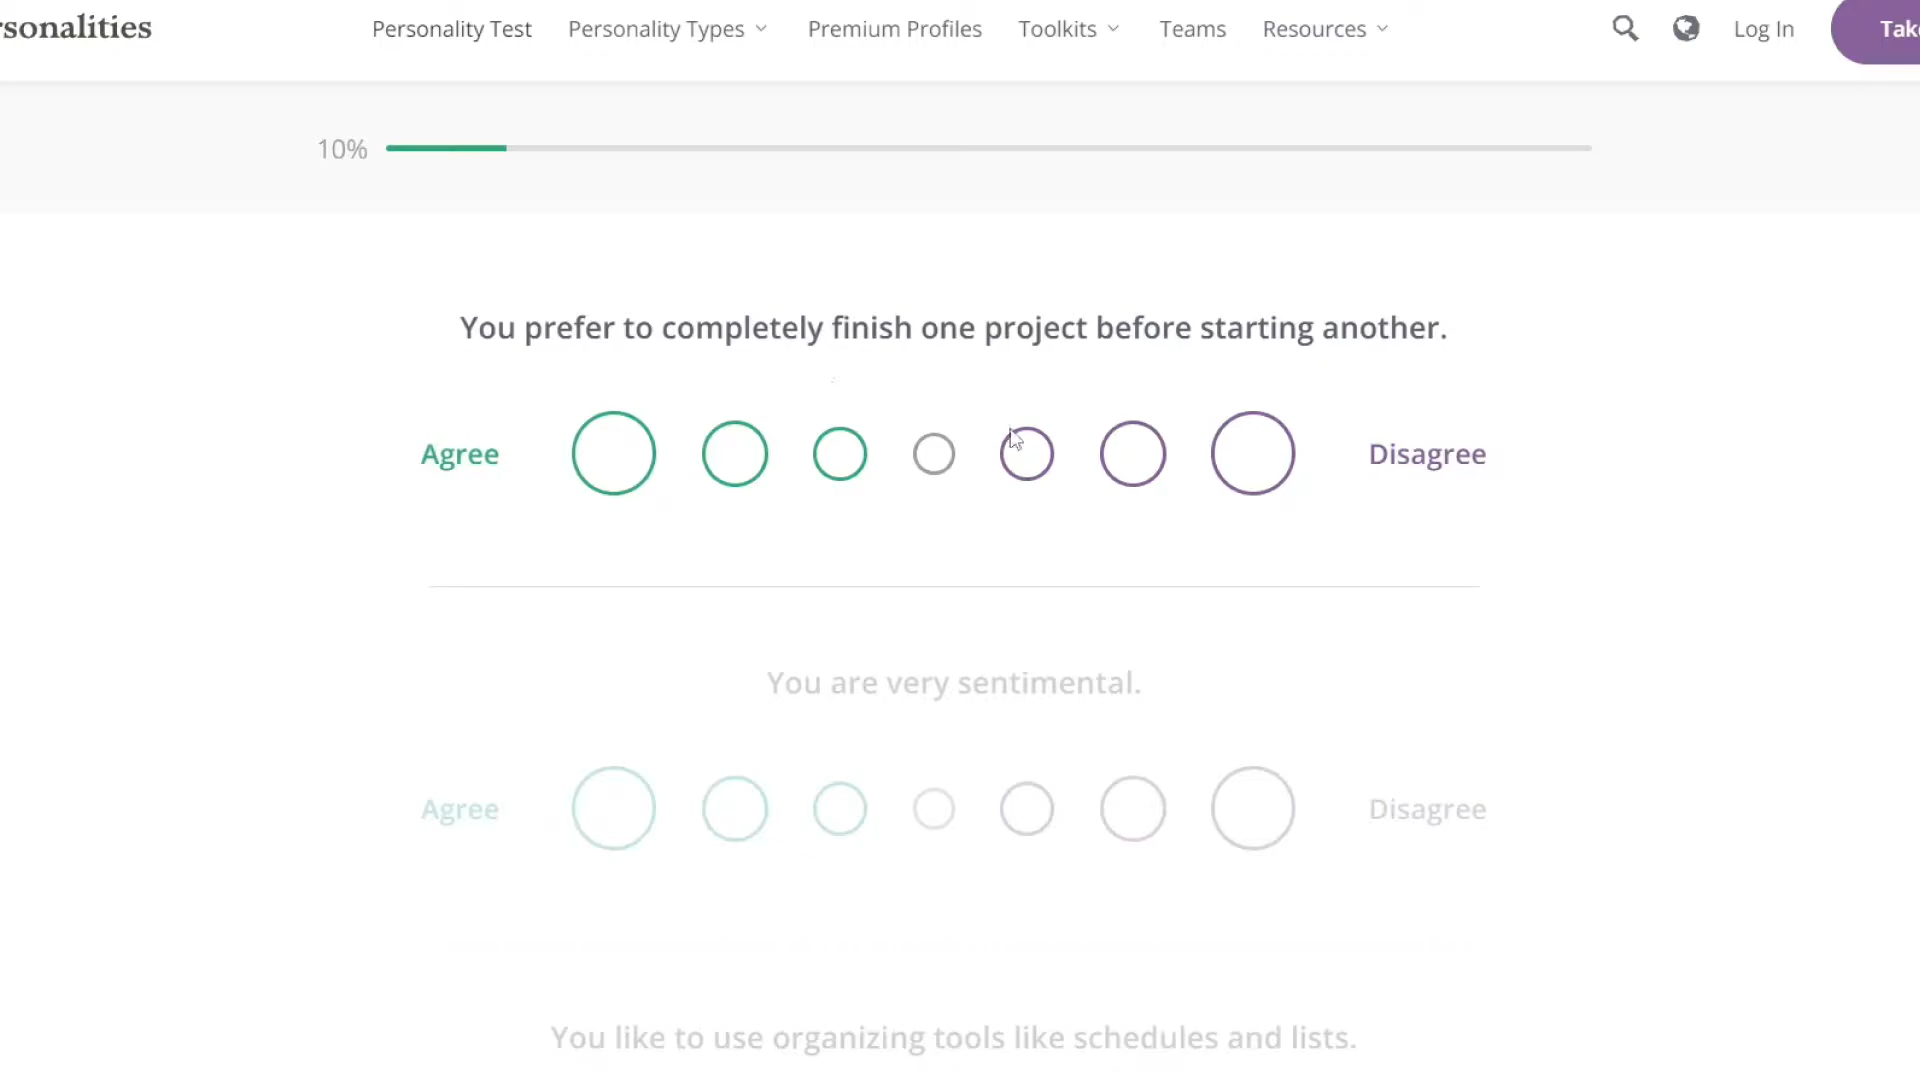 rsonalities
Personality Test Personality Types Premium Profiles Toolkits Teams Resources Log In Take
10%
You prefer to completely finish one project before starting another.
Agree Disagree
You are very sentimental.
Agree Disagree
You like to use organizing tools like schedules and lists.